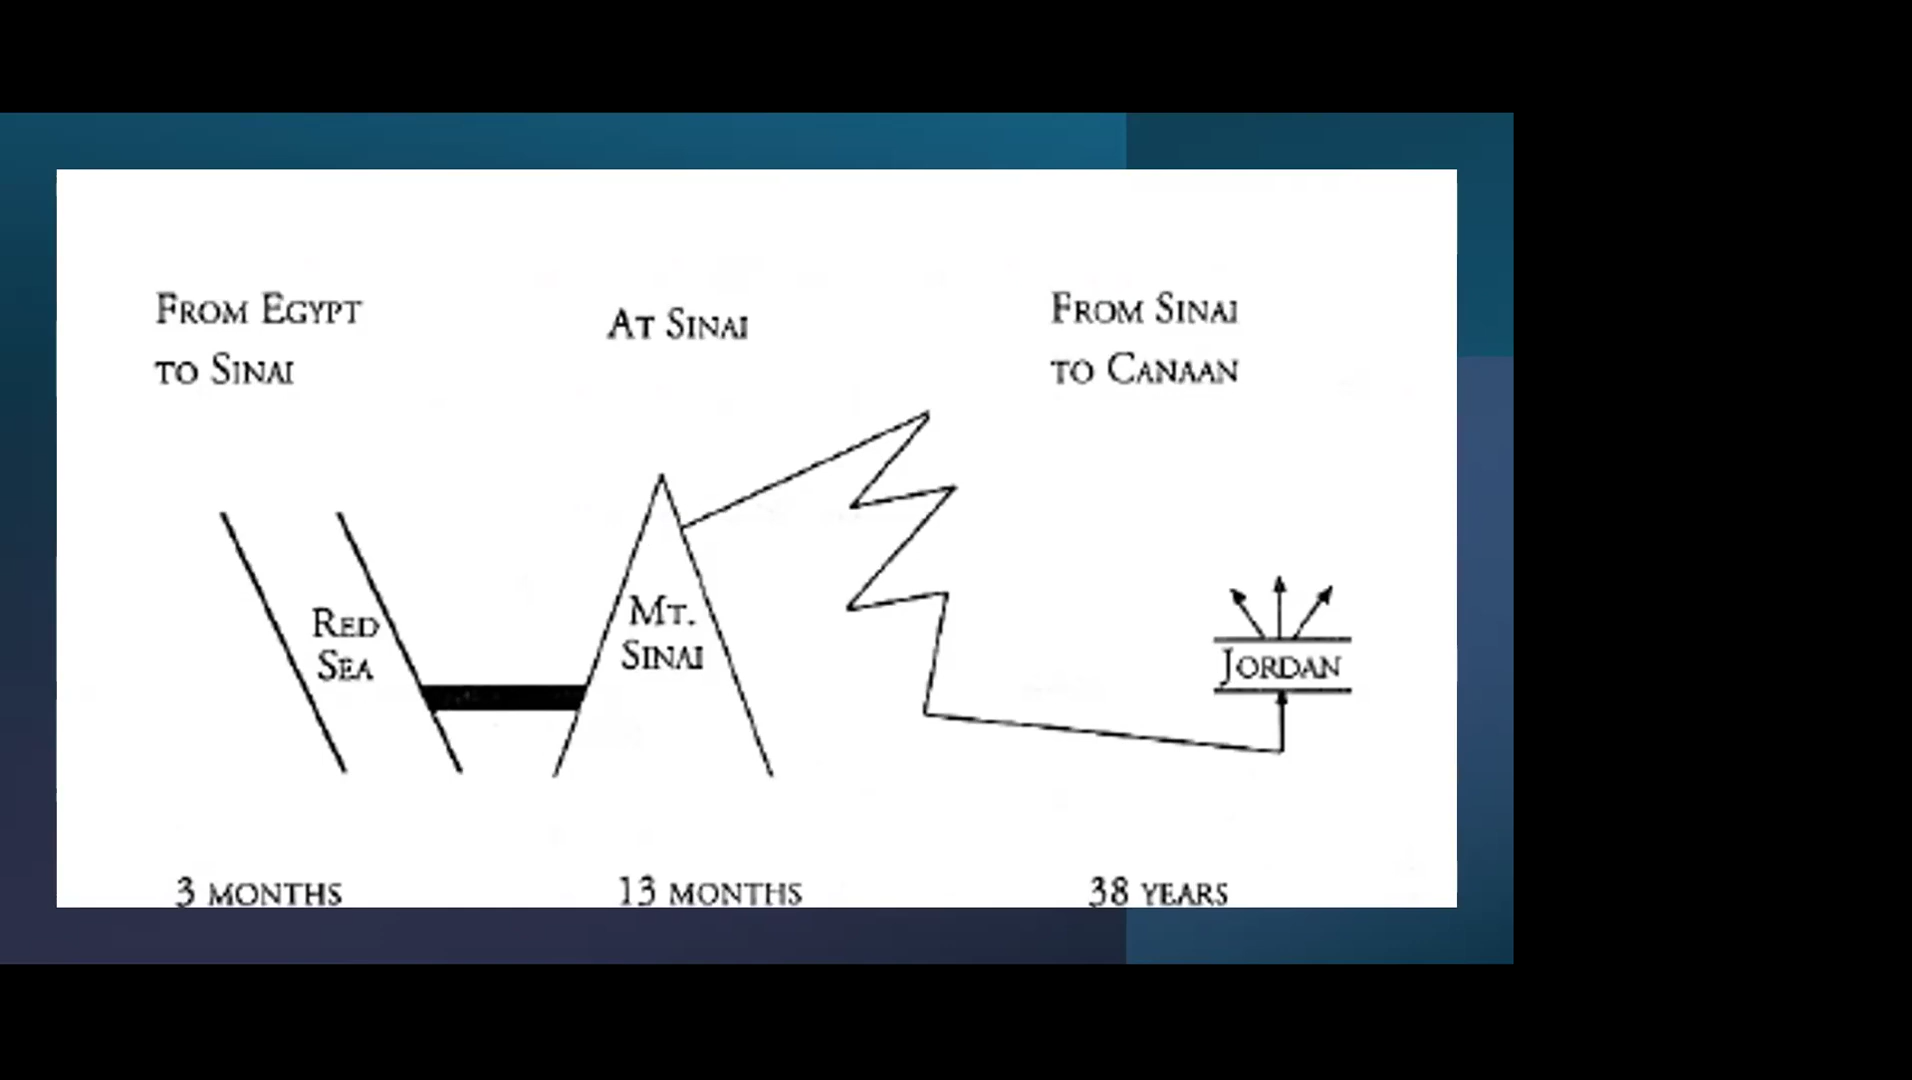 From Egypt
to Sinai
At Sinai
From Sinai
to Canaan
Red
Sea
Mt.
Sinai
Jordan
3 months
13 months
38 years